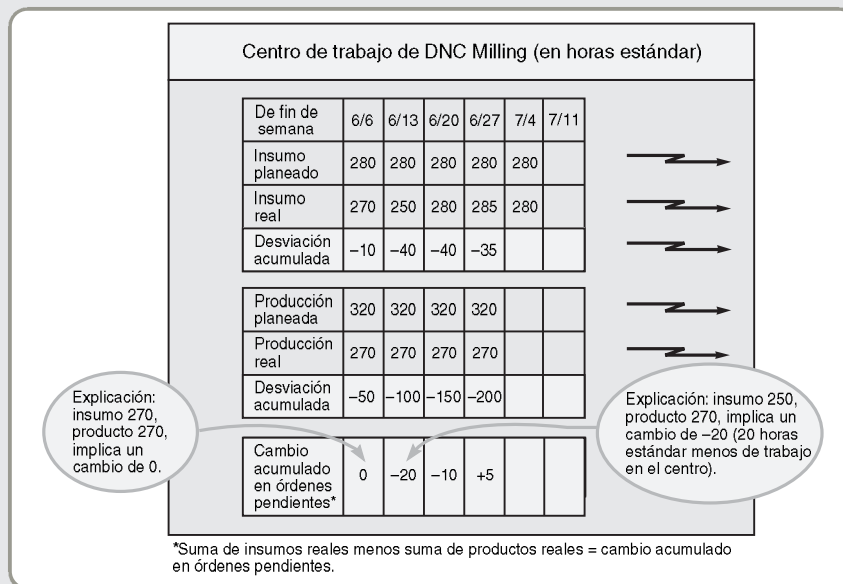 Centro de trabajo de DNC Milling (en horas estándar)
De fin de
semana 6/6 6/13 6/20 6/27 7/4 7/11
Insumo
planeado 280 280 280 280 280
Insumo
real 270 250 280 285 280
Desviación
acumulada –10 –40 –40 –35
Producción
planeada 320 320 320 320
Producción
real 270 270 270 270
Desviación
acumulada –50 –100 –150 –200
Explicación:
insumo 270,
producto 270,
implica un
cambio de 0.
Explicación: insumo 250,
producto 270, implica un
cambio de –20 (20 horas
estándar menos de trabajo
en el centro).
Cambio
acumulado
en órdenes
pendientes* 0 –20 –10 +5
*Suma de insumos reales menos suma de productos reales = cambio acumulado
en órdenes pendientes.